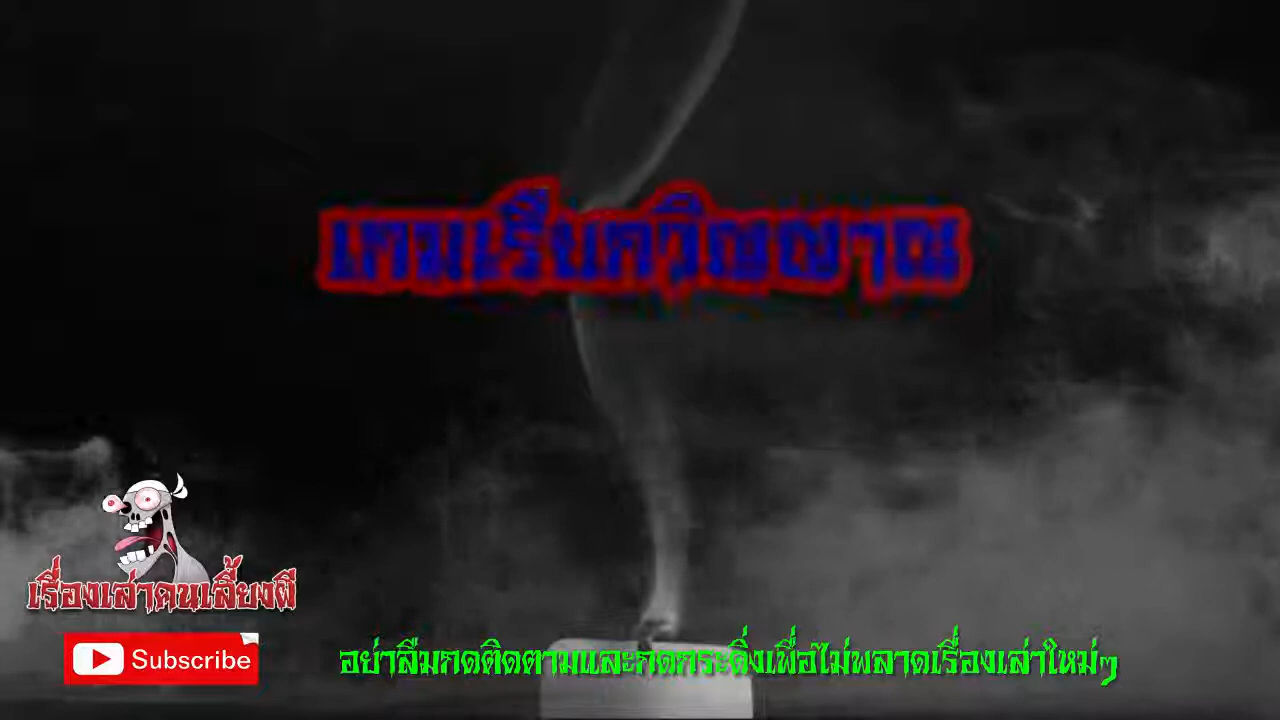 เกมเรียกวิญญาณ
เรื่องเล่าคนเลี้ยงผี
Subscribe
อย่าลืมกดติดตามและกดกระดิ่งเพื่อไม่พลาดเรื่องเล่าใหม่ๆ